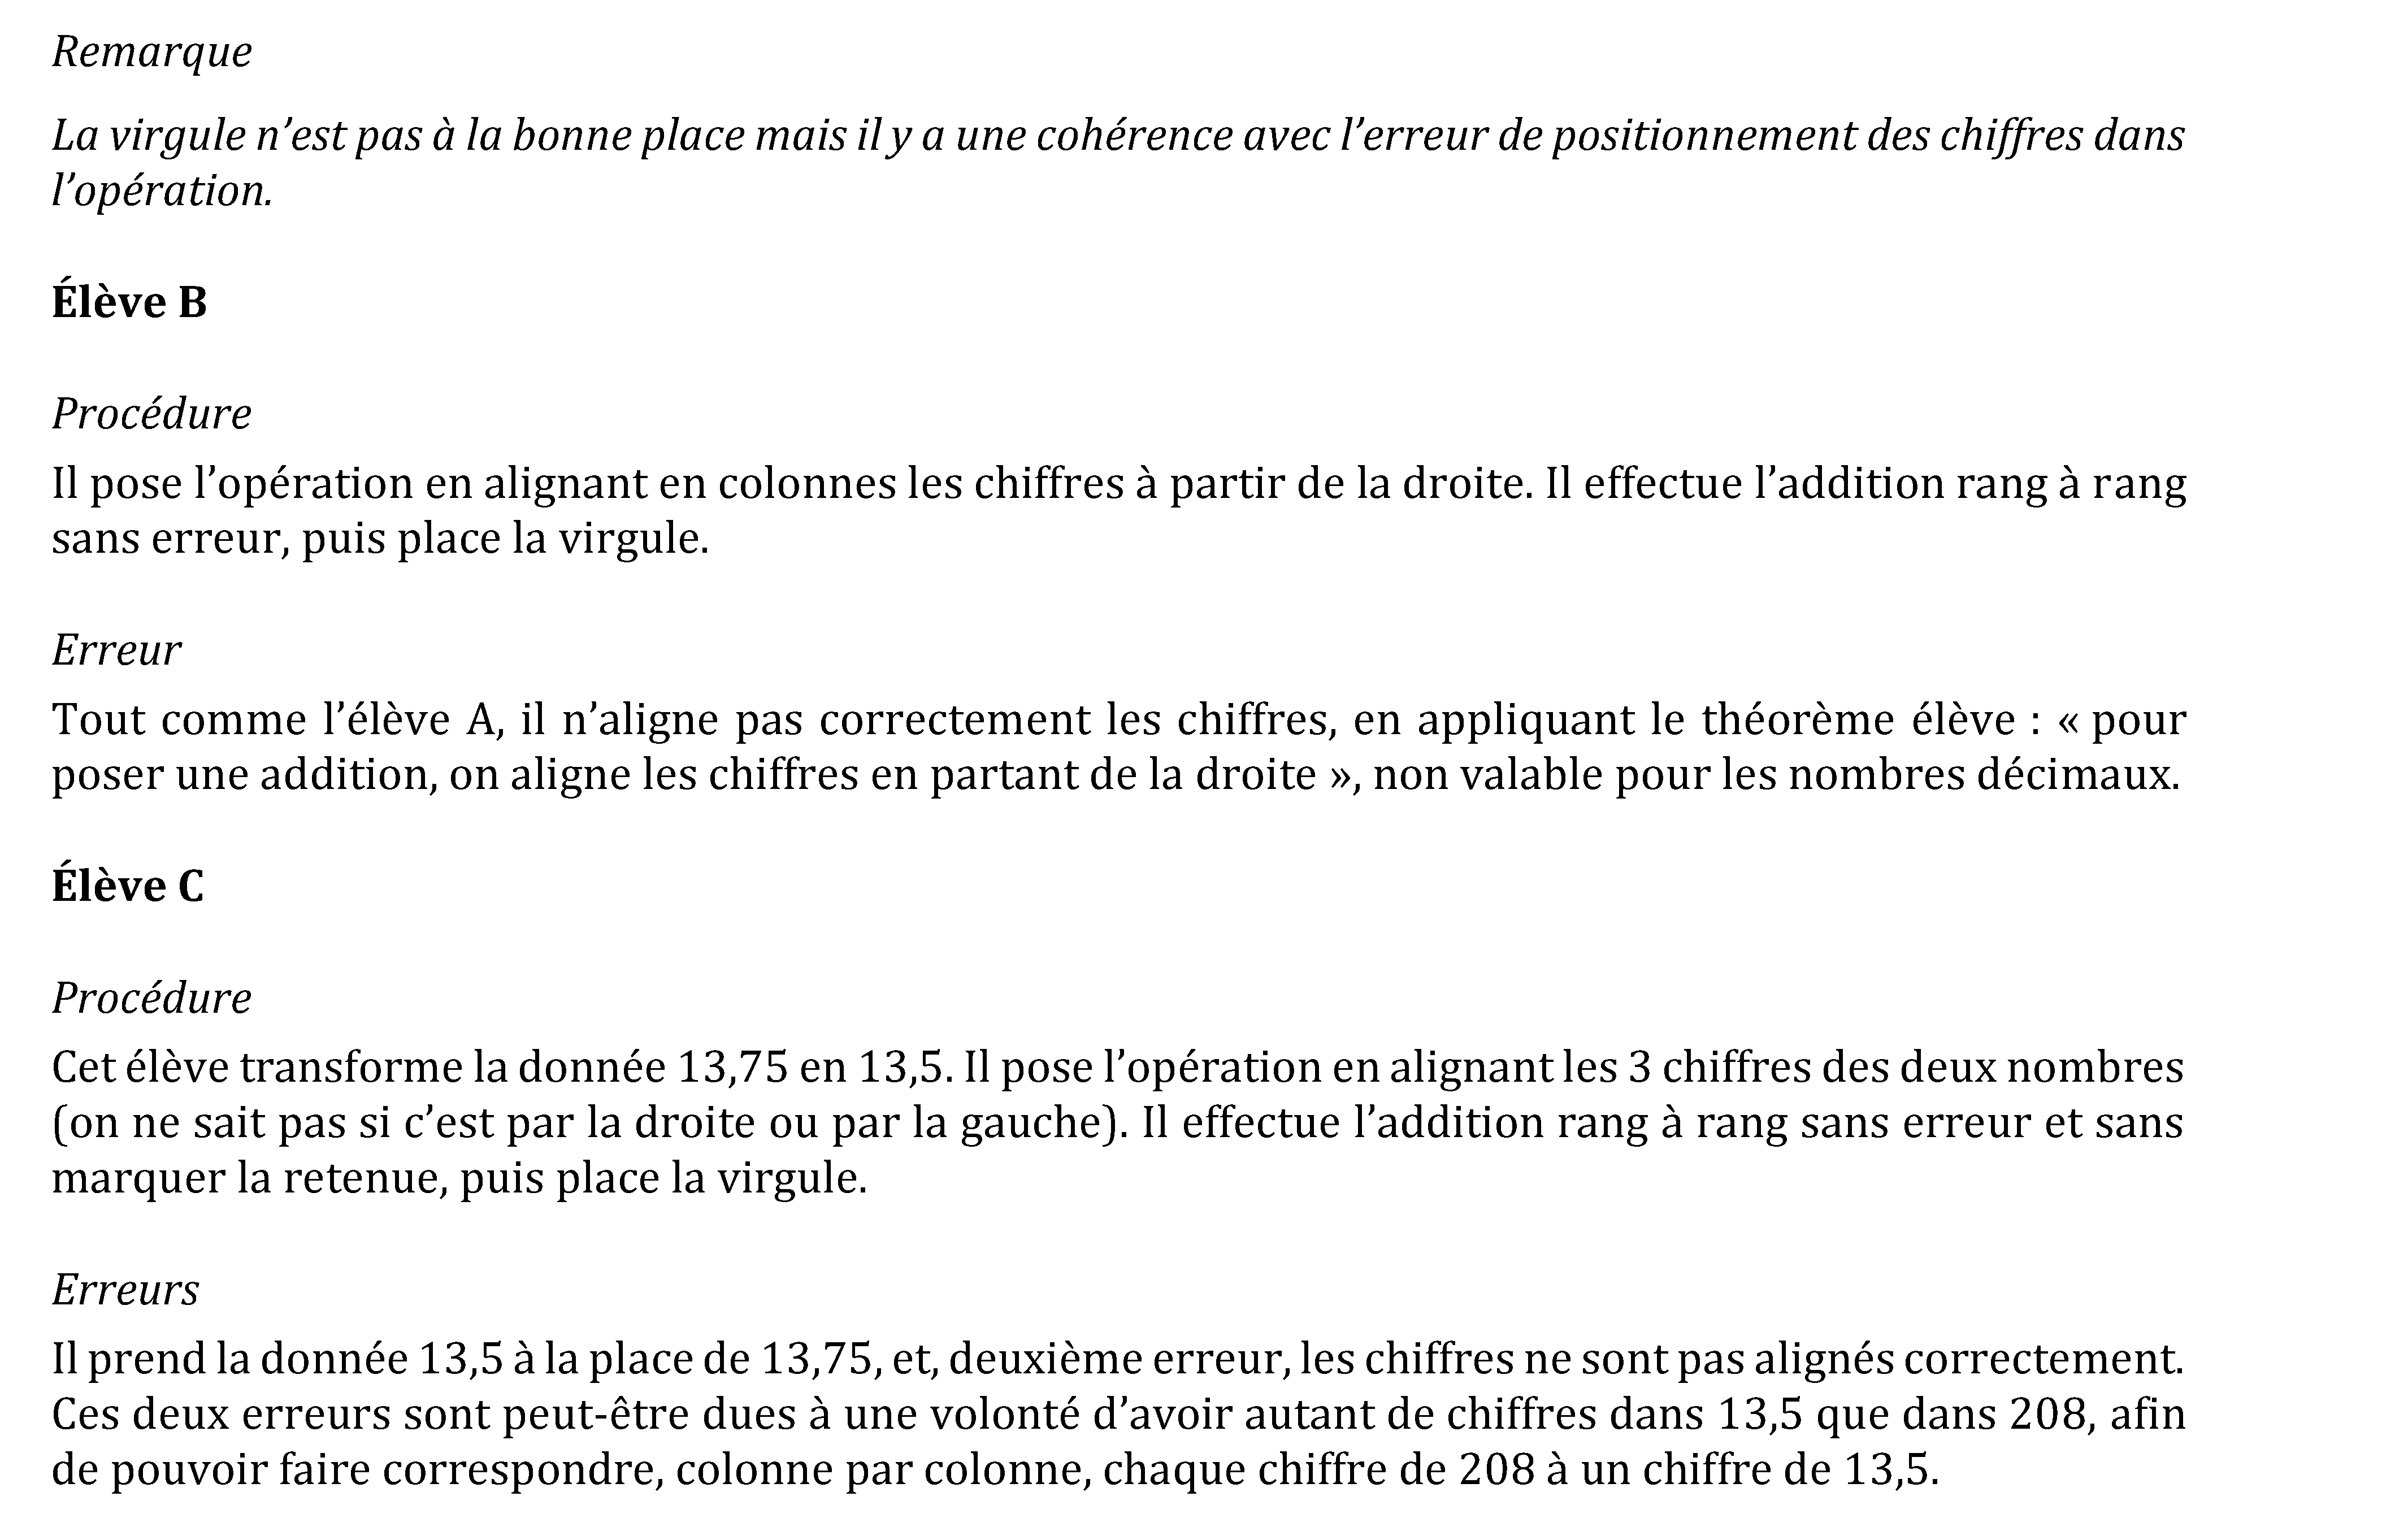 Remarque
La virgule n’est pas à la bonne place mais il y a une cohérence avec l’erreur de positionnement des chiffres dans
l’opération.
Élève B
Procédure
Il pose l’opération en alignant en colonnes les chiffres à partir de la droite. Il effectue l’addition rang à rang
sans erreur, puis place la virgule.
Erreur
Tout comme l’élève A, il n’aligne pas correctement les chiffres, en appliquant le théorème élève : « pour
poser une addition, on aligne les chiffres en partant de la droite », non valable pour les nombres décimaux.
Élève C
Procédure
Cet élève transforme la donnée 13,75 en 13,5. Il pose l’opération en alignant les 3 chiffres des deux nombres
(on ne sait pas si c’est par la droite ou par la gauche). Il effectue l’addition rang à rang sans erreur et sans
marquer la retenue, puis place la virgule.
Erreurs
Il prend la donnée 13,5 à la place de 13,75, et, deuxième erreur, les chiffres ne sont pas alignés correctement.
Ces deux erreurs sont peut-être dues à une volonté d’avoir autant de chiffres dans 13,5 que dans 208, afin
de pouvoir faire correspondre, colonne par colonne, chaque chiffre de 208 à un chiffre de 13,5.